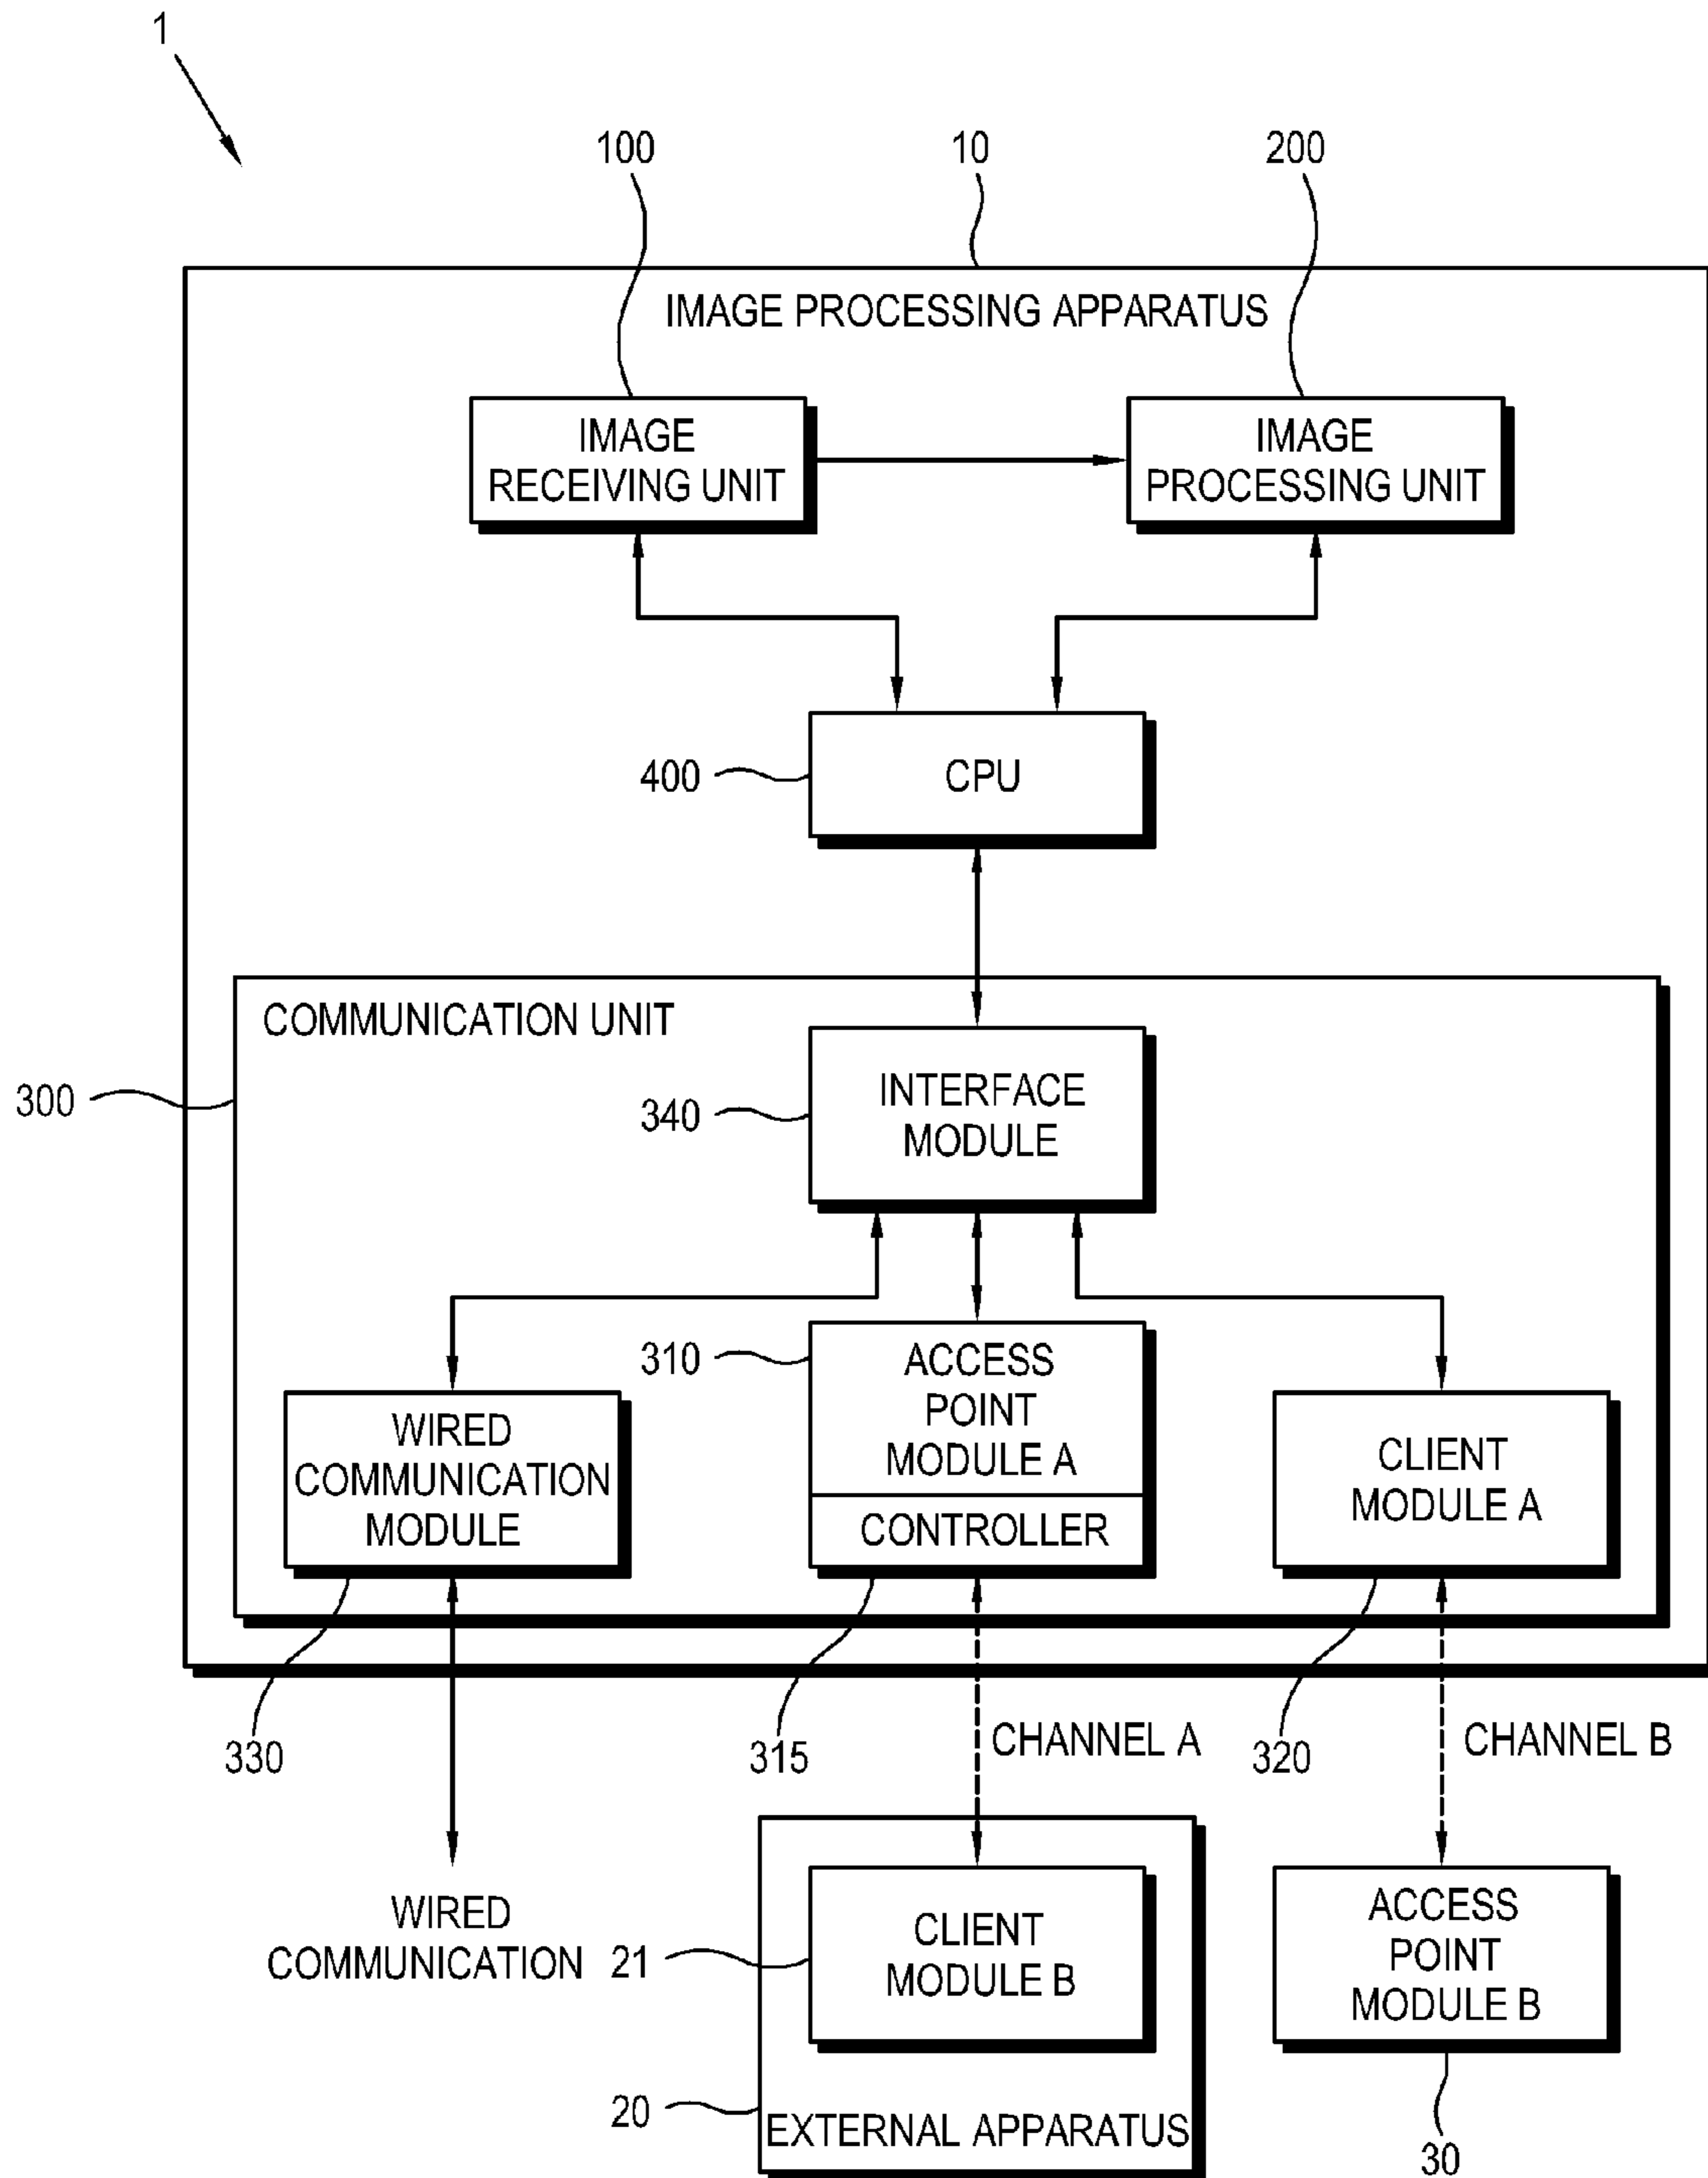 1
100
10
200
IMAGE PROCESSING APPARATUS
IMAGE
RECEIVING UNIT
IMAGE
PROCESSING UNIT
400
CPU
COMMUNICATION UNIT
300
340
INTERFACE
MODULE
310
ACCESS
POINT
MODULE A
CONTROLLER
WIRED
COMMUNICATION
MODULE
CLIENT
MODULE A
330
315
CHANNEL A
320
CHANNEL B
WIRED
COMMUNICATION
21
CLIENT
MODULE B
ACCESS
POINT
MODULE B
20
EXTERNAL APPARATUS
30